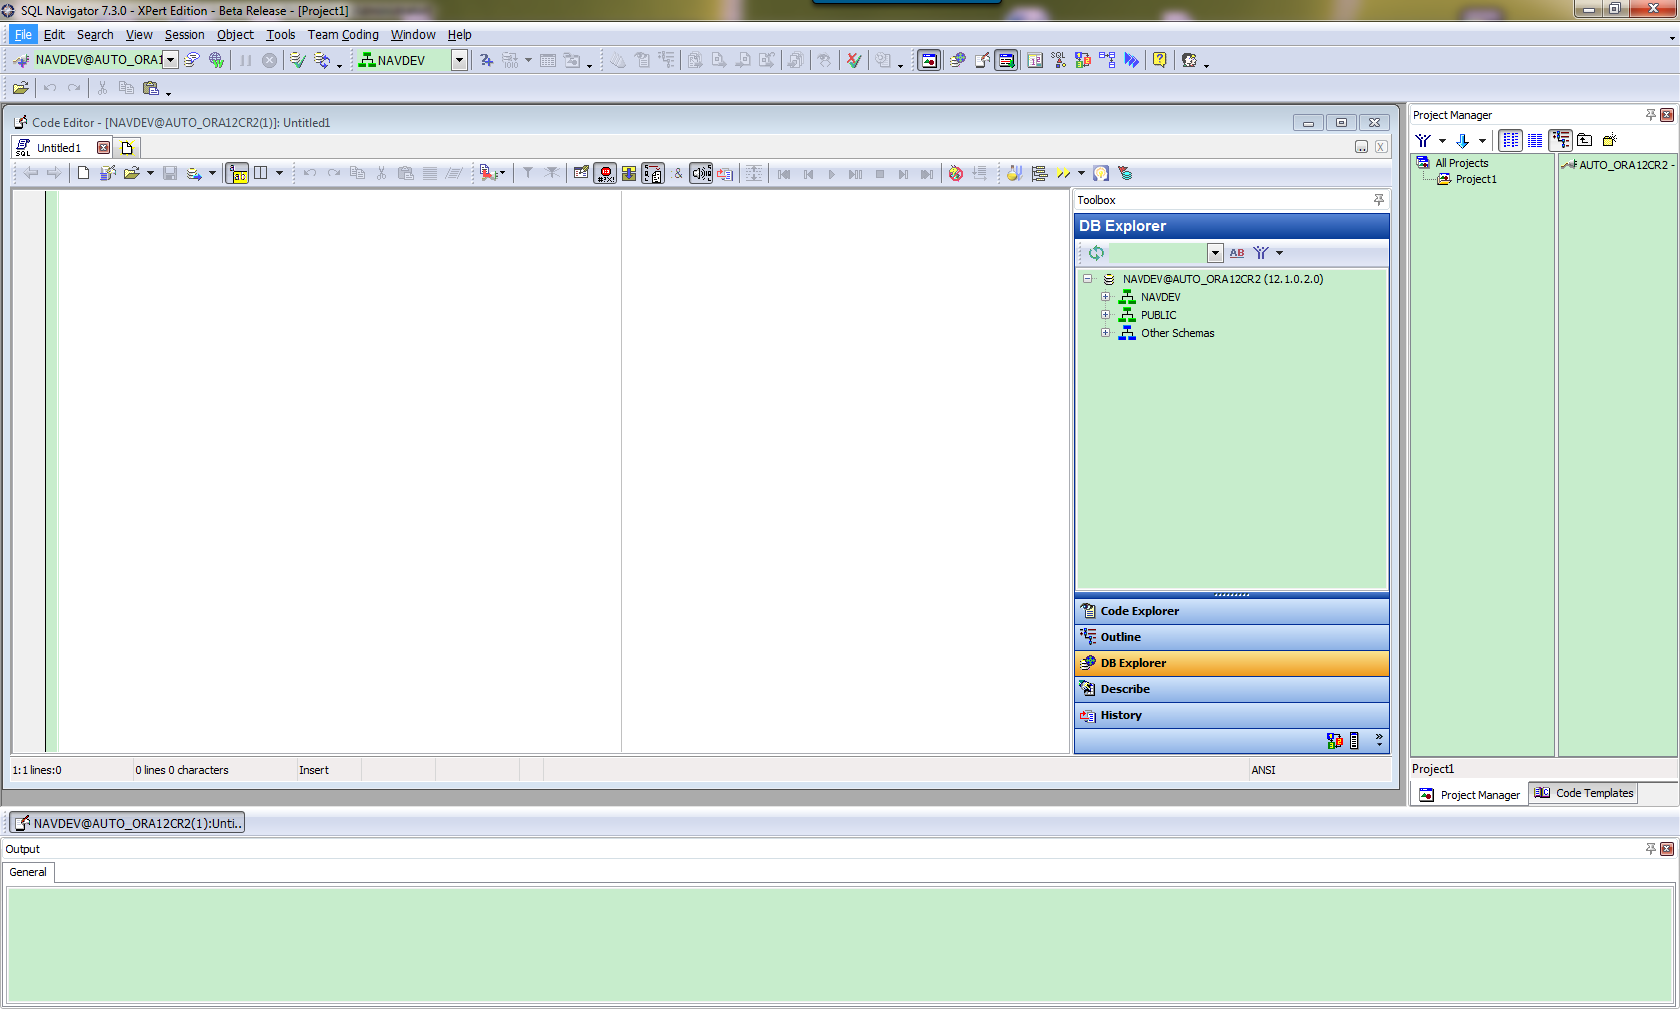 SQL Navigator 7.3.0 - XPert Edition - Beta Release - [Project1]
File Edit Search View Session Object Tools Team Coding Window Help
NAVDEV@AUTO_ORA1 NAVDEV
Code Editor - [NAVDEV@AUTO_ORA12CR2(1)]: Untitled1
SQL Untitled1
Toolbox
DB Explorer
AB
NAVDEV@AUTO_ORA12CR2 (12.1.0.2.0)
NAVDEV
PUBLIC
Other Schemas
Code Explorer
Outline
DB Explorer
Describe
History
1:1 lines:0 0 lines 0 characters Insert ANSI
Project Manager
All Projects
Project1
AUTO_ORA12CR2 -
Project1
Project Manager Code Templates
NAVDEV@AUTO_ORA12CR2(1):Unti..
Output
General